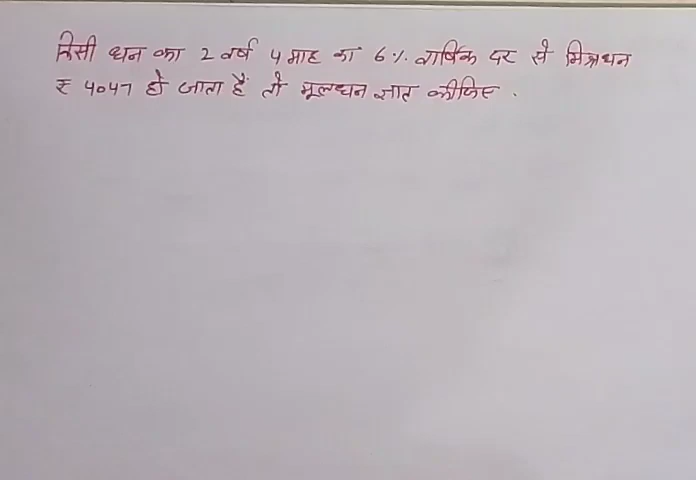 किसी धन का 2 वर्ष 4 माह का 6% वार्षिक दर से मिश्रधन
₹ 4047 हो जाता हैं तो मूलधन ज्ञात कीजिए .